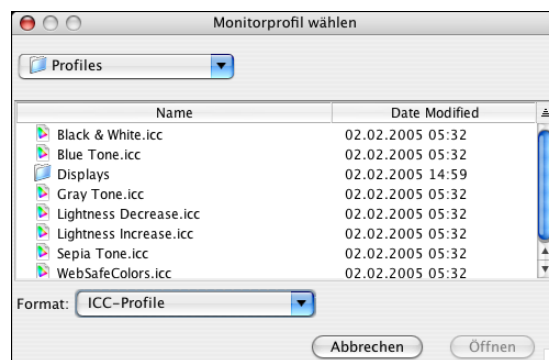 Monitorprofil wählen
Profiles
Name Date Modified
Black & White.icc 02.02.2005 05:32
Blue Tone.icc 02.02.2005 05:32
Displays 02.02.2005 14:59
Gray Tone.icc 02.02.2005 05:32
Lightness Decrease.icc 02.02.2005 05:32
Lightness Increase.icc 02.02.2005 05:32
Sepia Tone.icc 02.02.2005 05:32
WebSafeColors.icc 02.02.2005 05:32
Format: ICC-Profile
Abbrechen Öffnen